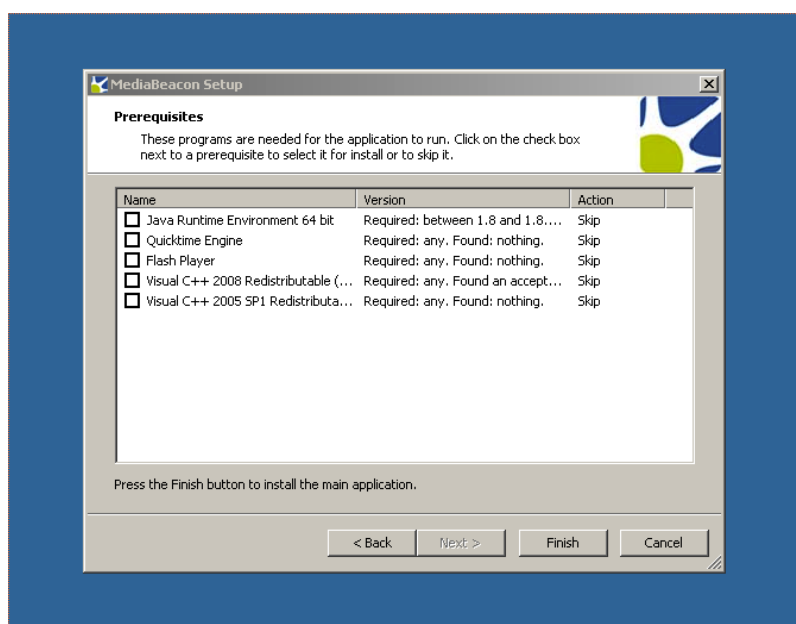 MediaBeacon Setup
Prerequisites
These programs are needed for the application to run. Click on the check box
next to a prerequisite to select it for install or to skip it.
Name Version Action
Java Runtime Environment 64 bit Required: between 1.8 and 1.8.... Skip
Quicktime Engine Required: any. Found: nothing. Skip
Flash Player Required: any. Found: nothing. Skip
Visual C++ 2008 Redistributable (... Required: any. Found an accept... Skip
Visual C++ 2005 SP1 Redistributa... Required: any. Found: nothing. Skip
Press the Finish button to install the main application.
< Back Next > Finish Cancel